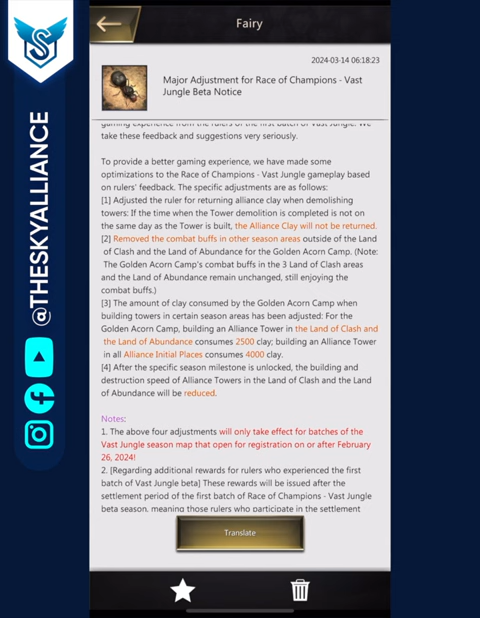 Fairy
2024-03-14 06:18:23
Major Adjustment for Race of Champions - Vast
Jungle Beta Notice
gaming experience from the rulers of the first batch of Vast Jungle. We
take these feedback and suggestions very seriously.
To provide a better gaming experience, we have made some
optimizations to the Race of Champions - Vast Jungle gameplay based
on rulers' feedback. The specific adjustments are as follows:
[1] Adjusted the ruler for returning alliance clay when demolishing
towers: If the time when the Tower demolition is completed is not on
the same day as the Tower is built, the Alliance Clay will not be returned.
[2] Removed the combat buffs in other season areas outside of the Land
of Clash and the Land of Abundance for the Golden Acorn Camp. (Note:
The Golden Acorn Camp's combat buffs in the 3 Land of Clash areas
and the Land of Abundance remain unchanged, still enjoying the
combat buffs.)
[3] The amount of clay consumed by the Golden Acorn Camp when
building towers in certain season areas has been adjusted: For the
Golden Acorn Camp, building an Alliance Tower in the Land of Clash and
the Land of Abundance consumes 2500 clay; building an Alliance Tower
in all Alliance Initial Places consumes 4000 clay.
[4] After the specific season milestone is unlocked, the building and
destruction speed of Alliance Towers in the Land of Clash and the Land
of Abundance will be reduced.
Notes:
1. The above four adjustments will only take effect for batches of the
Vast Jungle season map that open for registration on or after February
26, 2024!
2. [Regarding additional rewards for rulers who experienced the first
batch of Vast Jungle beta] These rewards will be issued after the
settlement period of the first batch of Race of Champions - Vast Jungle
beta season, meaning those rulers who participate in the settlement
Translate
@THESKYALLIANCE